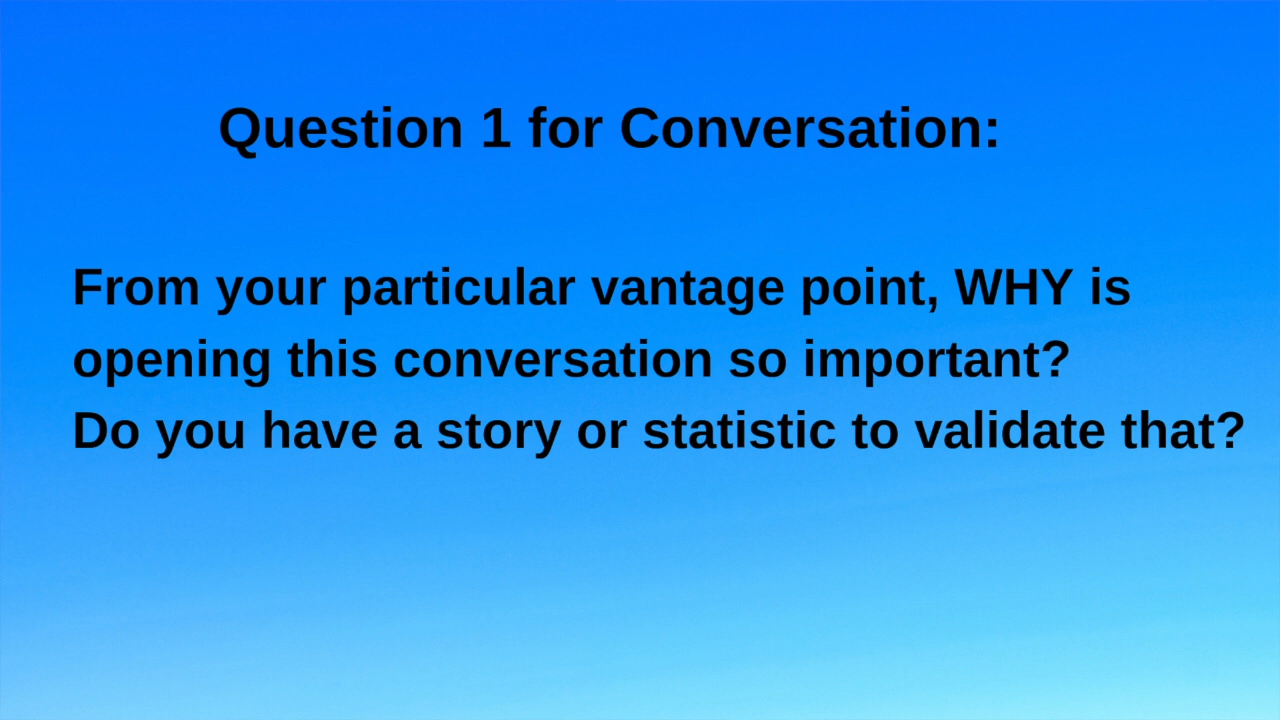 Question 1 for Conversation:
From your particular vantage point, WHY is
opening this conversation so important?
Do you have a story or statistic to validate that?